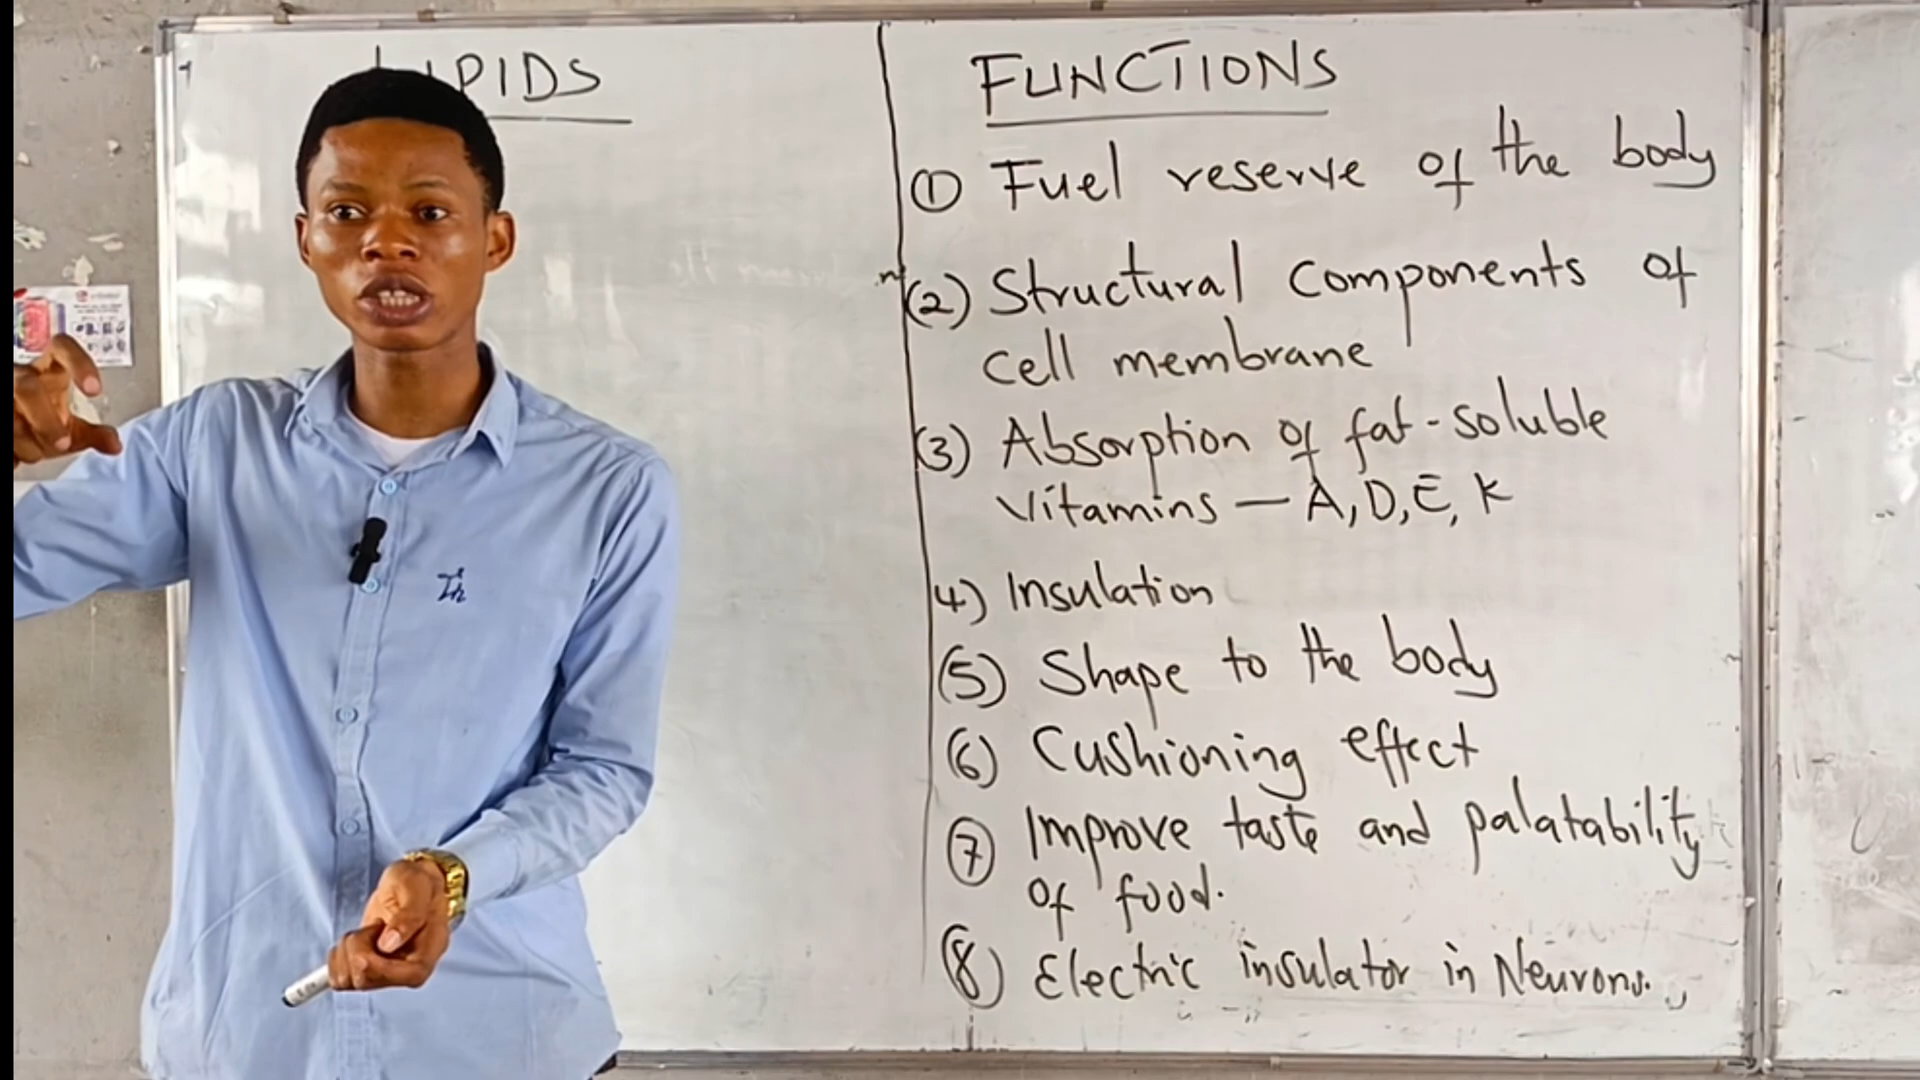 LIPIDS
FUNCTIONS
① Fuel reserve of the body
(2) Structural components of
cell membrane
(3) Absorption of fat-soluble
Vitamins — A, D, E, K
4) Insulation
(5) Shape to the body
(6) Cushioning effect
⑦ Improve taste and palatability
of food.
⑧ Electric insulator in Neurons.